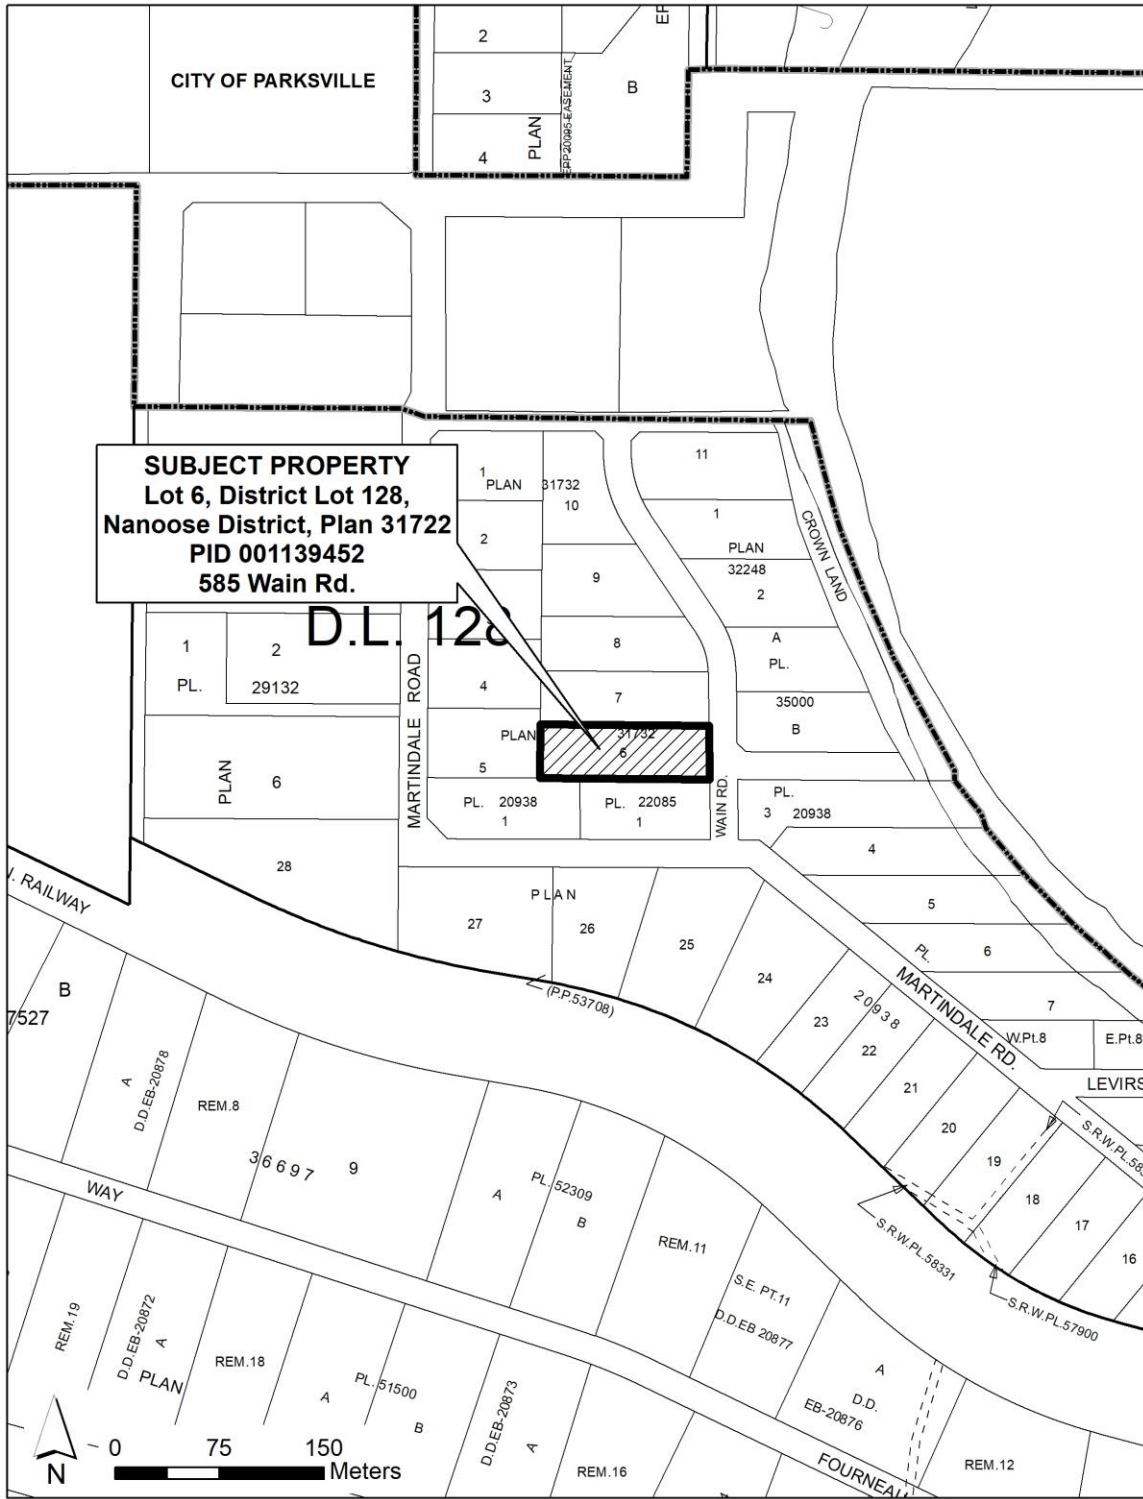 2
CITY OF PARKSVILLE
3
B
PLAN
EPP20095-EASEMENT
4
SUBJECT PROPERTY
Lot 6, District Lot 128,
Nanoose District, Plan 31722
PID 001139452
585 Wain Rd.
D.L. 128
1
PLAN 31732
10
11
1
2
PLAN
32248
2
CROWN LAND
9
8
A
PL.
1
2
PL. 29132
4
7
35000
B
MARTINDALE ROAD
PLAN 31732
6
PLAN
6
5
PL. 20938
1
PL. 22085
1
WAIN RD.
PL.
3 20938
4
28
5
PLAN
27
26
25
24
PL.
6
RAILWAY
(P.P.53708)
MARTINDALE RD.
7
20938
23
22
21
20
19
18
17
16
W.Pt.8
E.Pt.8
LEVIRS
B
7527
A
D.D.EB-20878
REM.8
36697
9
A
PL. 52309
B
REM.11
S.R.W.PL.58331
S.R.W.PL.57900
WAY
S.E. PT.11
D.D.EB 20877
REM.19
D.D.EB-20872
A
PLAN
REM.18
A
PL. 51500
B
D.D.EB-20873
A
REM.16
A
D.D.
EB-20876
REM.12
FOURNEAU
N
0 75 150
Meters